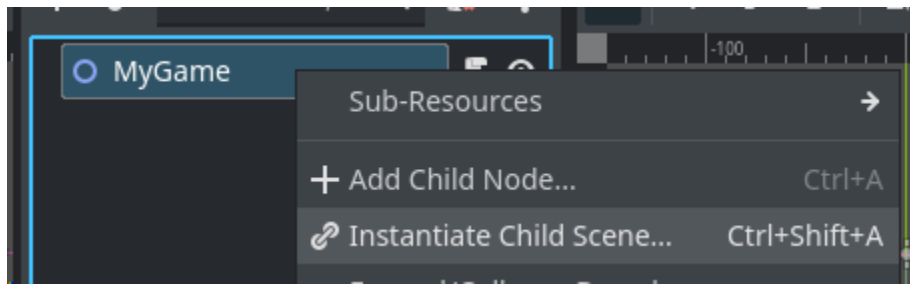 MyGame
-100
Sub-Resources
Add Child Node... Ctrl+A
Instantiate Child Scene... Ctrl+Shift+A